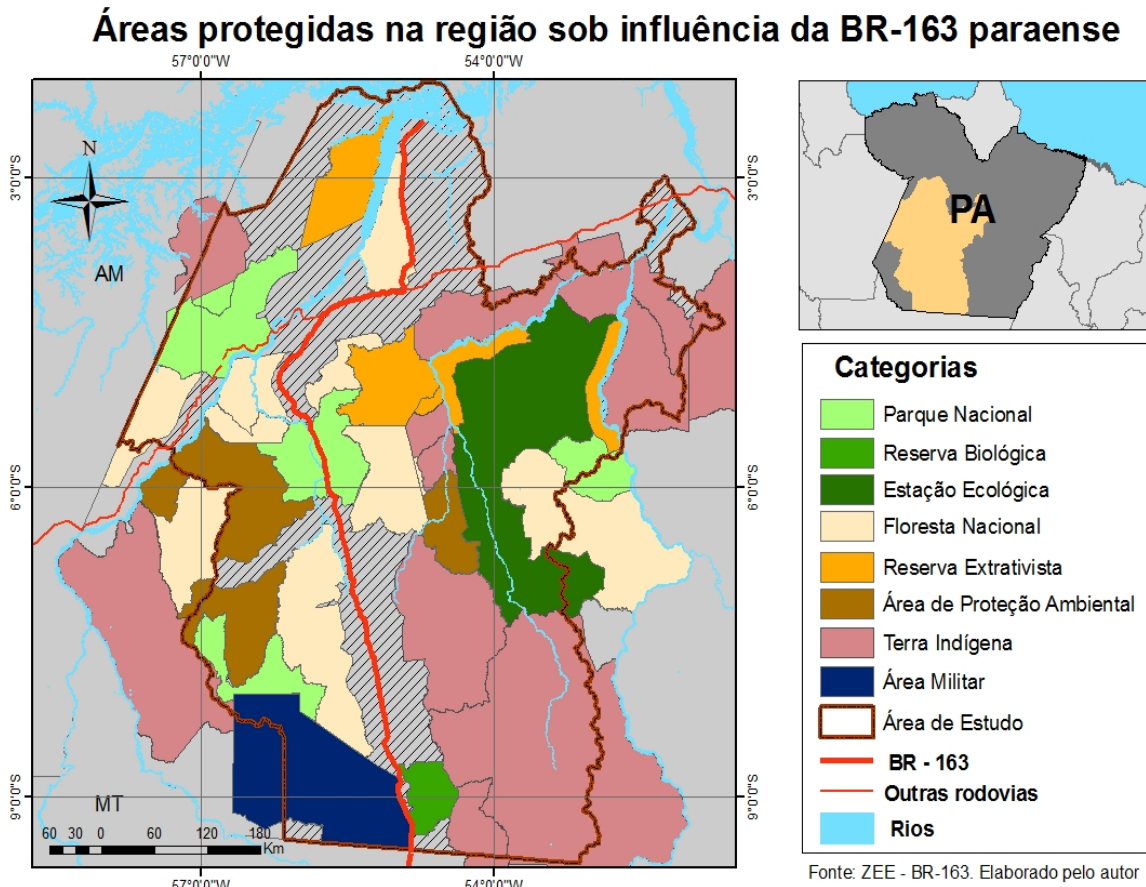 Áreas protegidas na região sob influência da BR-163 paraense
57°0'0"W
54°0'0"W
N
3°0'0"S
3°0'0"S
AM
PA
Categorias
Parque Nacional
Reserva Biológica
6°0'0"S
6°0'0"S
Estação Ecológica
Floresta Nacional
Reserva Extrativista
Área de Proteção Ambiental
Terra Indígena
Área Militar
Área de Estudo
BR - 163
9°0'0"S
9°0'0"S
MT
Outras rodovias
60 30 0 60 120 180
Km
Rios
57°0'0"W
54°0'0"W
Fonte: ZEE - BR-163. Elaborado pelo autor